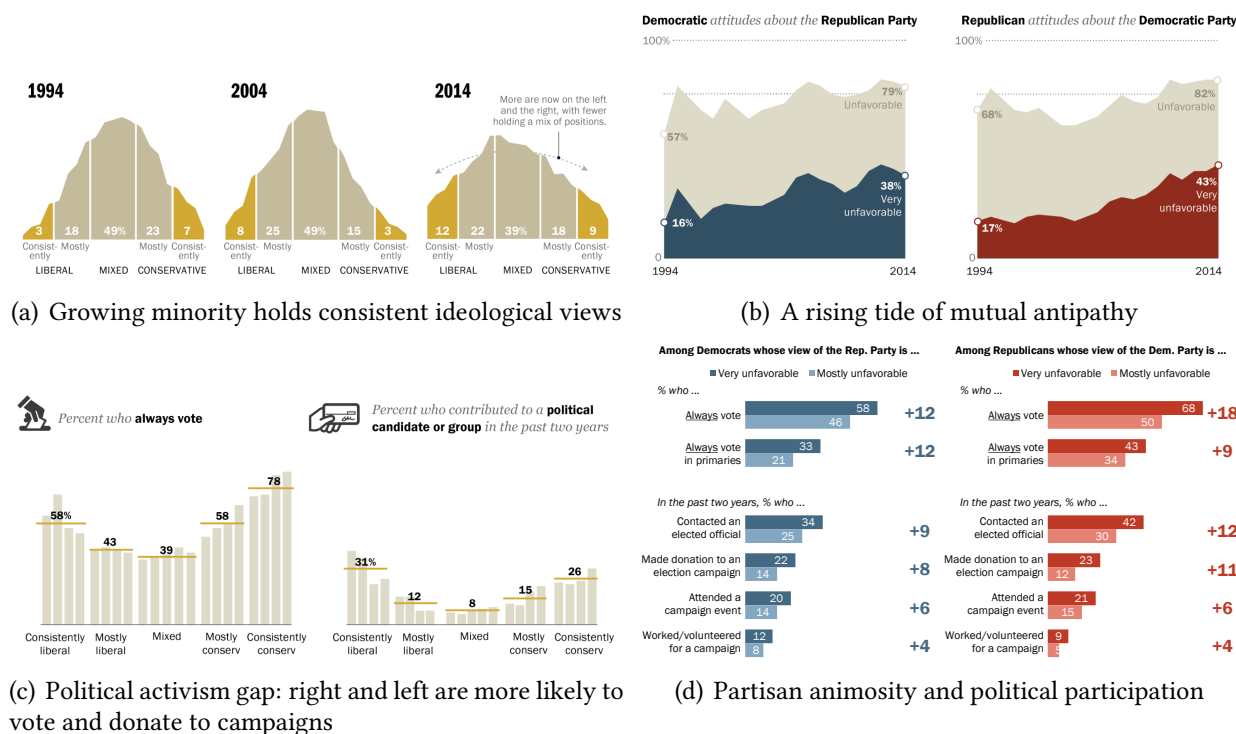 1994
3
18
49%
23
7
Consist-
ently
Mostly
Mostly
Consist-
ently
LIBERAL
MIXED
CONSERVATIVE
2004
8
25
49%
15
3
Consist-
ently
Mostly
Mostly
Consist-
ently
LIBERAL
MIXED
CONSERVATIVE
2014
More are now on the left
and the right, with fewer
holding a mix of positions.
12
22
39%
18
9
Consist-
ently
Mostly
Mostly
Consist-
ently
LIBERAL
MIXED
CONSERVATIVE
(a) Growing minority holds consistent ideological views
Democratic attitudes about the Republican Party
100%
57%
79%
Unfavorable
16%
38%
Very
unfavorable
0
1994
2014
Republican attitudes about the Democratic Party
100%
68%
82%
Unfavorable
17%
43%
Very
unfavorable
0
1994
2014
(b) A rising tide of mutual antipathy
Percent who always vote
58%
43
39
58
78
Consistently
liberal
Mostly
liberal
Mixed
Mostly
conserv
Consistently
conserv
Percent who contributed to a political
candidate or group in the past two years
31%
12
8
15
26
Consistently
liberal
Mostly
liberal
Mixed
Mostly
conserv
Consistently
conserv
(c) Political activism gap: right and left are more likely to
vote and donate to campaigns
Among Democrats whose view of the Rep. Party is ...
Very unfavorable
Mostly unfavorable
% who ...
Always vote
58
46
+12
Always vote
in primaries
33
21
+12
In the past two years, % who ...
Contacted an
elected official
34
25
+9
Made donation to an
election campaign
22
14
+8
Attended a
campaign event
20
14
+6
Worked/volunteered
for a campaign
12
8
+4
Among Republicans whose view of the Dem. Party is ...
Very unfavorable
Mostly unfavorable
% who ...
Always vote
68
50
+18
Always vote
in primaries
43
34
+9
In the past two years, % who ...
Contacted an
elected official
42
30
+12
Made donation to an
election campaign
23
12
+11
Attended a
campaign event
21
15
+6
Worked/volunteered
for a campaign
9
5
+4
(d) Partisan animosity and political participation